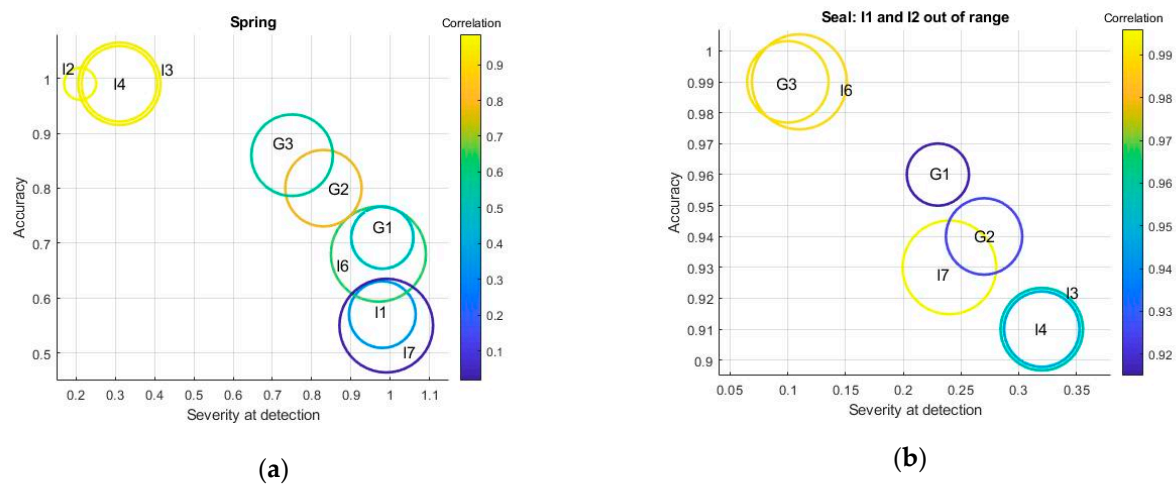 Spring
Correlation
Accuracy
1
0.9
0.8
0.7
0.6
0.5
I2
I4
I3
G3
G2
G1
I6
I1
I7
0.9
0.8
0.7
0.6
0.5
0.4
0.3
0.2
0.1
0.2 0.3 0.4 0.5 0.6 0.7 0.8 0.9 1 1.1
Severity at detection
(a)
Seal: I1 and I2 out of range
Correlation
Accuracy
1
0.99
0.98
0.97
0.96
0.95
0.94
0.93
0.92
0.91
0.9
G3
I6
G1
G2
I7
I3
I4
0.99
0.98
0.97
0.96
0.95
0.94
0.93
0.92
0.05 0.1 0.15 0.2 0.25 0.3 0.35
Severity at detection
(b)